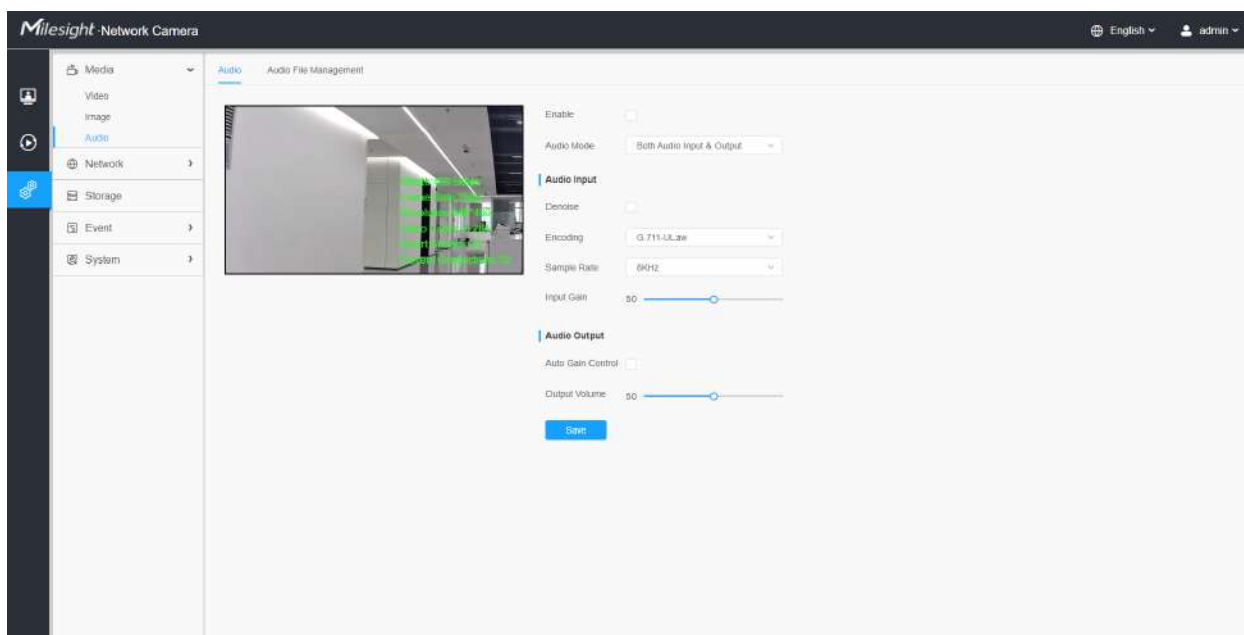 Milesight Network Camera
English
admin
Media
Video
Image
Audio
Network
Storage
Event
System
Audio
Audio File Management
Enable
Audio Mode
Both Audio Input & Output
Audio Input
Denoise
Encoding
G.711-ULaw
Sample Rate
8KHz
Input Gain
50
Audio Output
Auto Gain Control
Output Volume
50
Save